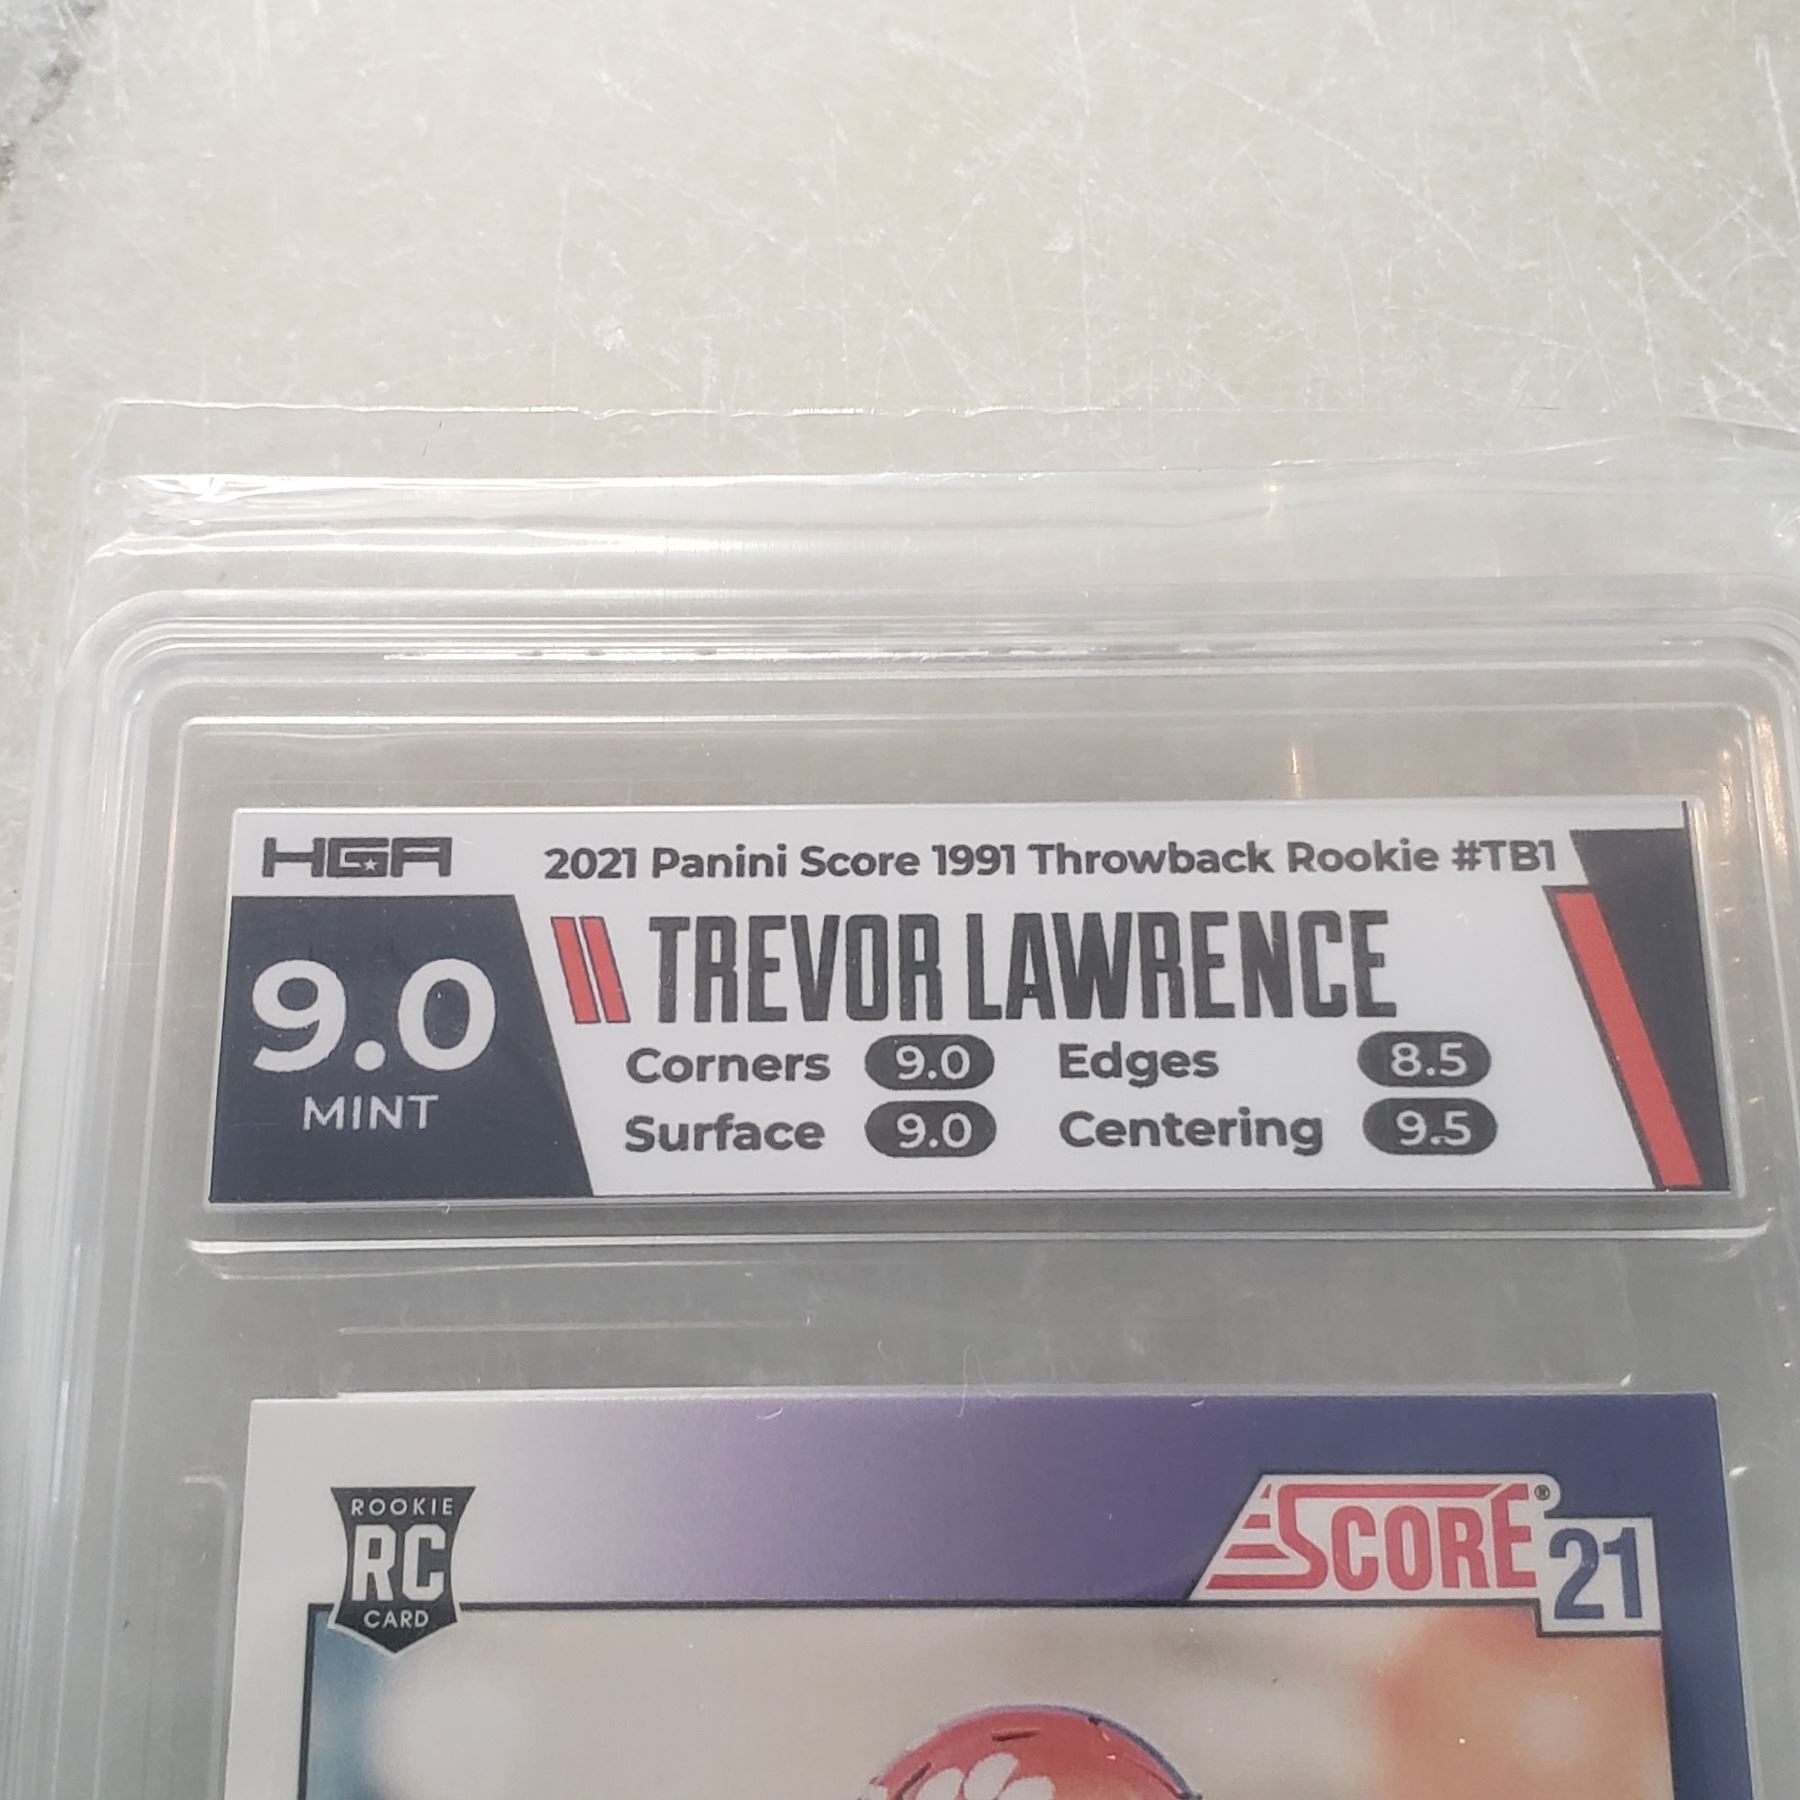 HGA 2021 Panini Score 1991 Throwback Rookie #TB1
9.0
MINT
TREVOR LAWRENCE
Corners 9.0 Edges 8.5
Surface 9.0 Centering 9.5
ROOKIE
RC
CARD
SCORE® 21